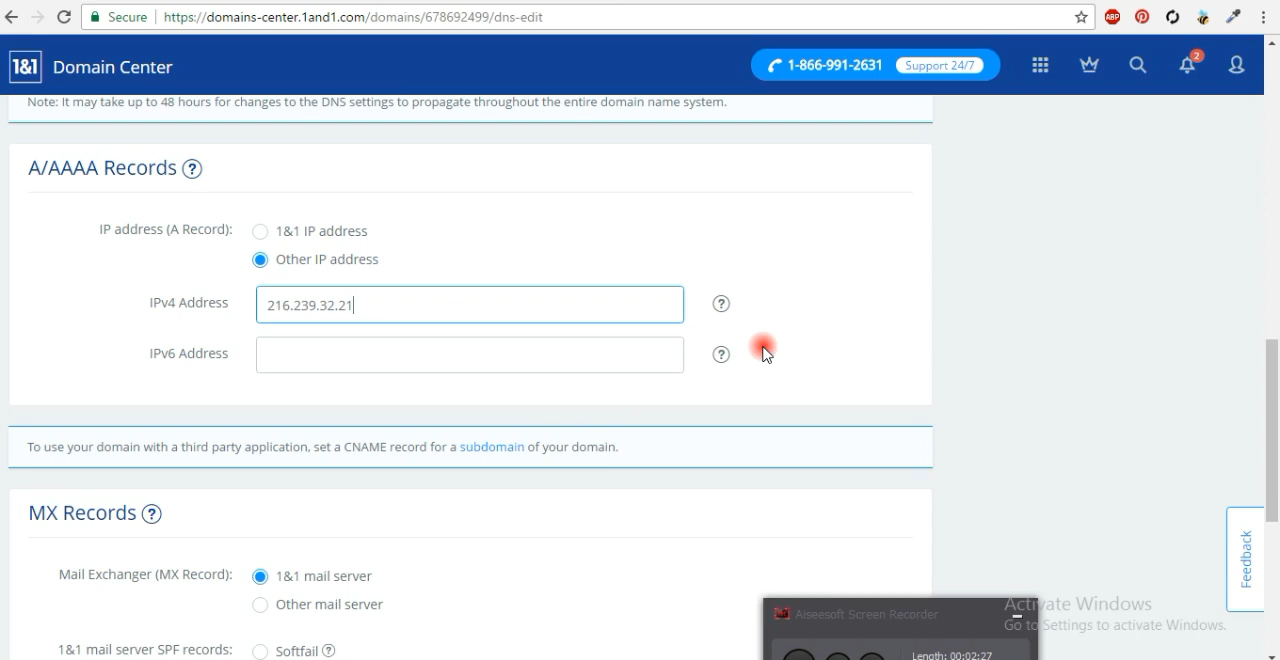 Secure https://domains-center.1and1.com/domains/678692499/dns-edit
ABP
1&1 Domain Center
1-866-991-2631 Support 24/7
2
Note: It may take up to 48 hours for changes to the DNS settings to propagate throughout the entire domain name system.
A/AAAA Records ?
IP address (A Record): 1&1 IP address
Other IP address
IPv4 Address 216.239.32.21 ?
IPv6 Address ?
To use your domain with a third party application, set a CNAME record for a subdomain of your domain.
MX Records ?
Mail Exchanger (MX Record): 1&1 mail server
Other mail server
1&1 mail server SPF records: Softfail ?
Feedback
Activate Windows
Go to Settings to activate Windows.
Aiseesoft Screen Recorder
Length: 00:02:27